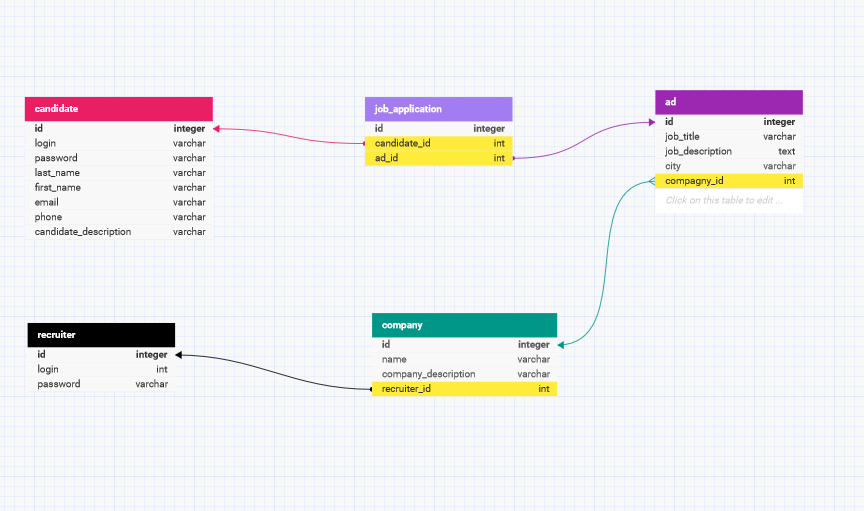 candidate
id integer
login varchar
password varchar
last_name varchar
first_name varchar
email varchar
phone varchar
candidate_description varchar
job_application
id integer
candidate_id int
ad_id int
ad
id integer
job_title varchar
job_description text
city varchar
compagny_id int
Click on this table to edit ...
recruiter
id integer
login int
password varchar
company
id integer
name varchar
company_description varchar
recruiter_id int